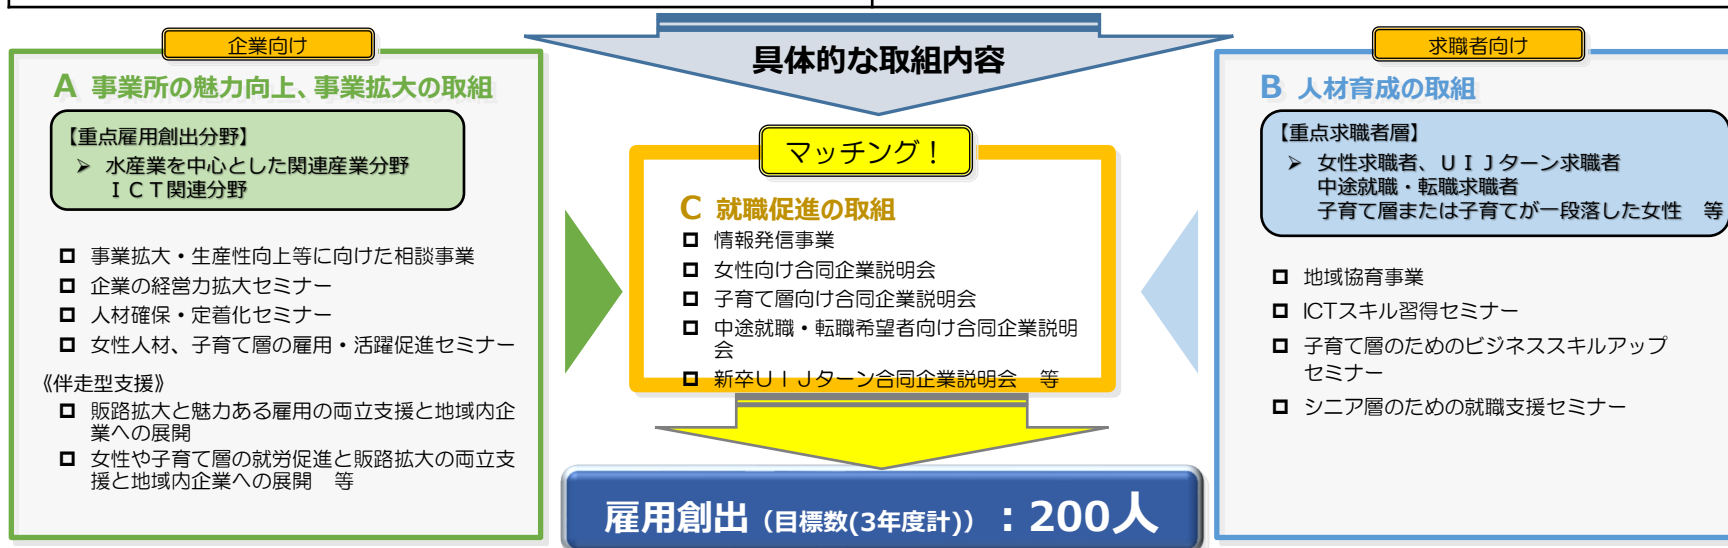 具体的な取組内容
企業向け
A 事業所の魅力向上、事業拡大の取組
【重点雇用創出分野】
➢ 水産業を中心とした関連産業分野
ＩＣＴ関連分野
事業拡大・生産性向上等に向けた相談事業
企業の経営力拡大セミナー
人材確保・定着化セミナー
女性人材、子育て層の雇用・活躍促進セミナー
《伴走型支援》
販路拡大と魅力ある雇用の両立支援と地域内企
業への展開
女性や子育て層の就労促進と販路拡大の両立支
援と地域内企業への展開　等
マッチング！
C 就職促進の取組
情報発信事業
女性向け合同企業説明会
子育て層向け合同企業説明会
中途就職・転職希望者向け合同企業説明
会
新卒ＵＩＪターン合同企業説明会　等
求職者向け
B 人材育成の取組
【重点求職者層】
➢ 女性求職者、ＵＩＪターン求職者
中途就職・転職求職者
子育て層または子育てが一段落した女性　等
地域協育事業
ICTスキル習得セミナー
子育て層のためのビジネススキルアップ
セミナー
シニア層のための就職支援セミナー
雇用創出（目標数(3年度計)）：200人